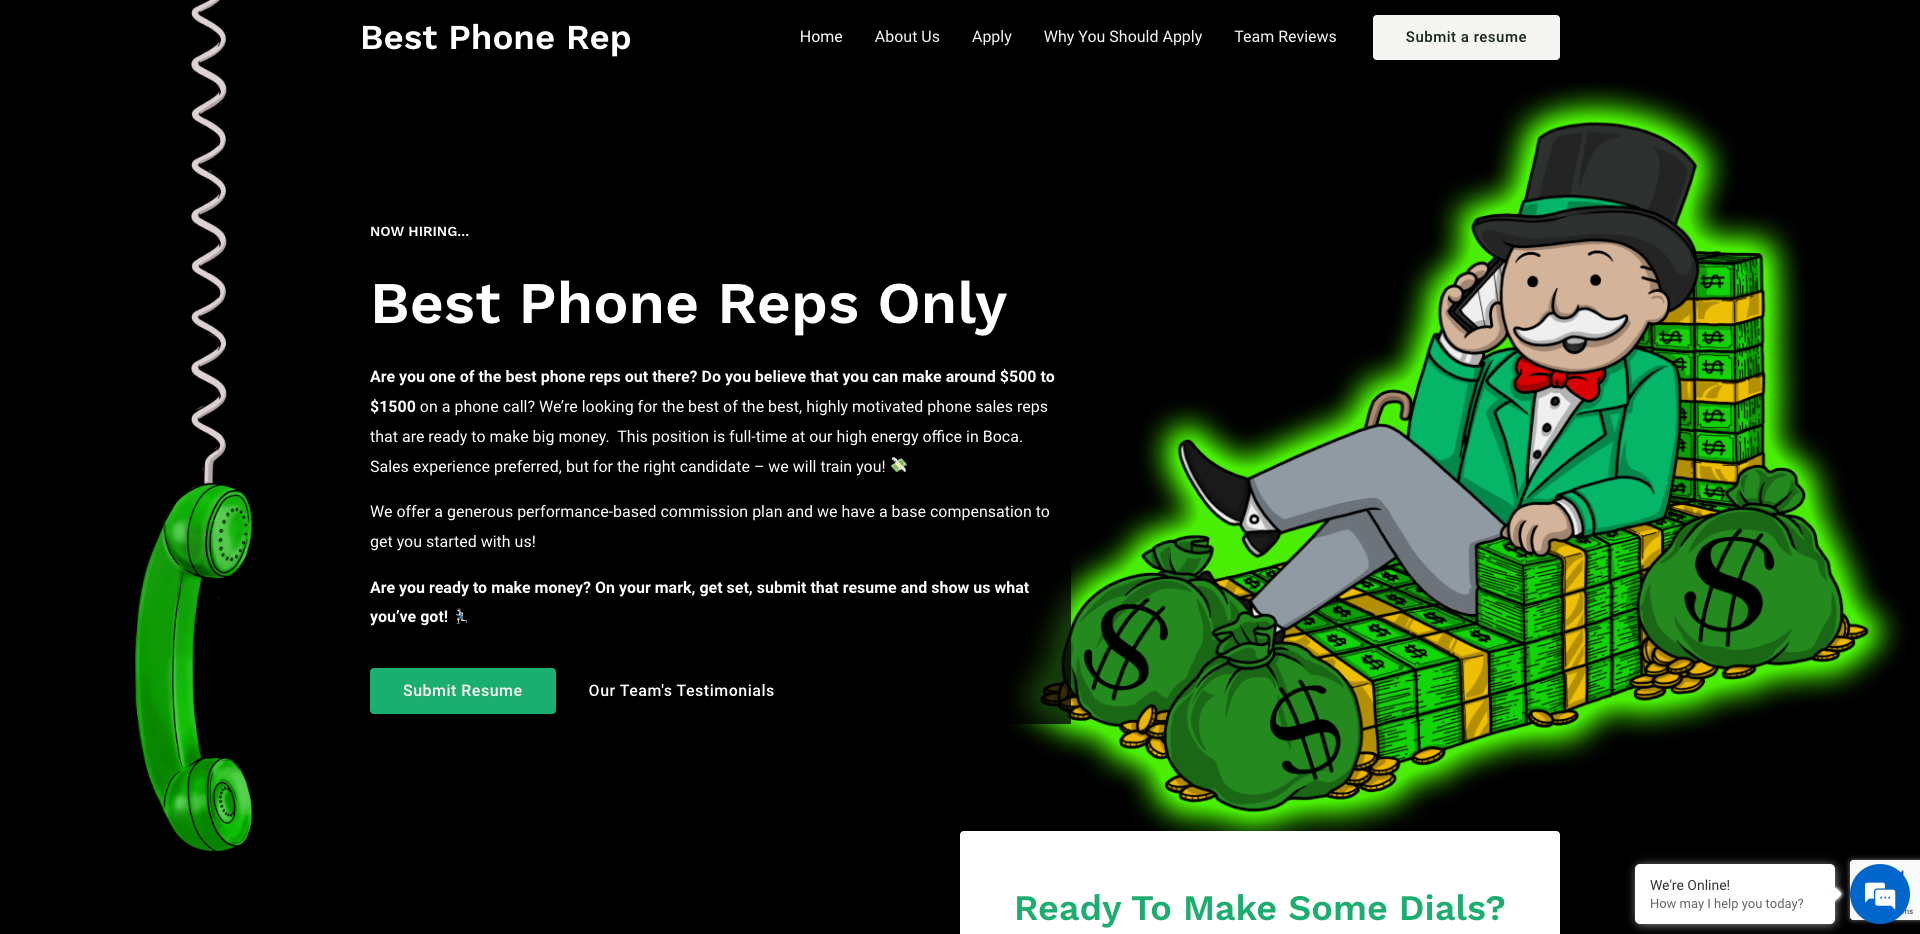 Best Phone Rep
Home About Us Apply Why You Should Apply Team Reviews Submit a resume
NOW HIRING...
Best Phone Reps Only
Are you one of the best phone reps out there? Do you believe that you can make around $500 to
$1500 on a phone call? We’re looking for the best of the best, highly motivated phone sales reps
that are ready to make big money. This position is full-time at our high energy office in Boca.
Sales experience preferred, but for the right candidate – we will train you! 💸
We offer a generous performance-based commission plan and we have a base compensation to
get you started with us!
Are you ready to make money? On your mark, get set, submit that resume and show us what
you’ve got!
Submit Resume Our Team's Testimonials
Ready To Make Some Dials?
We're Online!
How may I help you today?